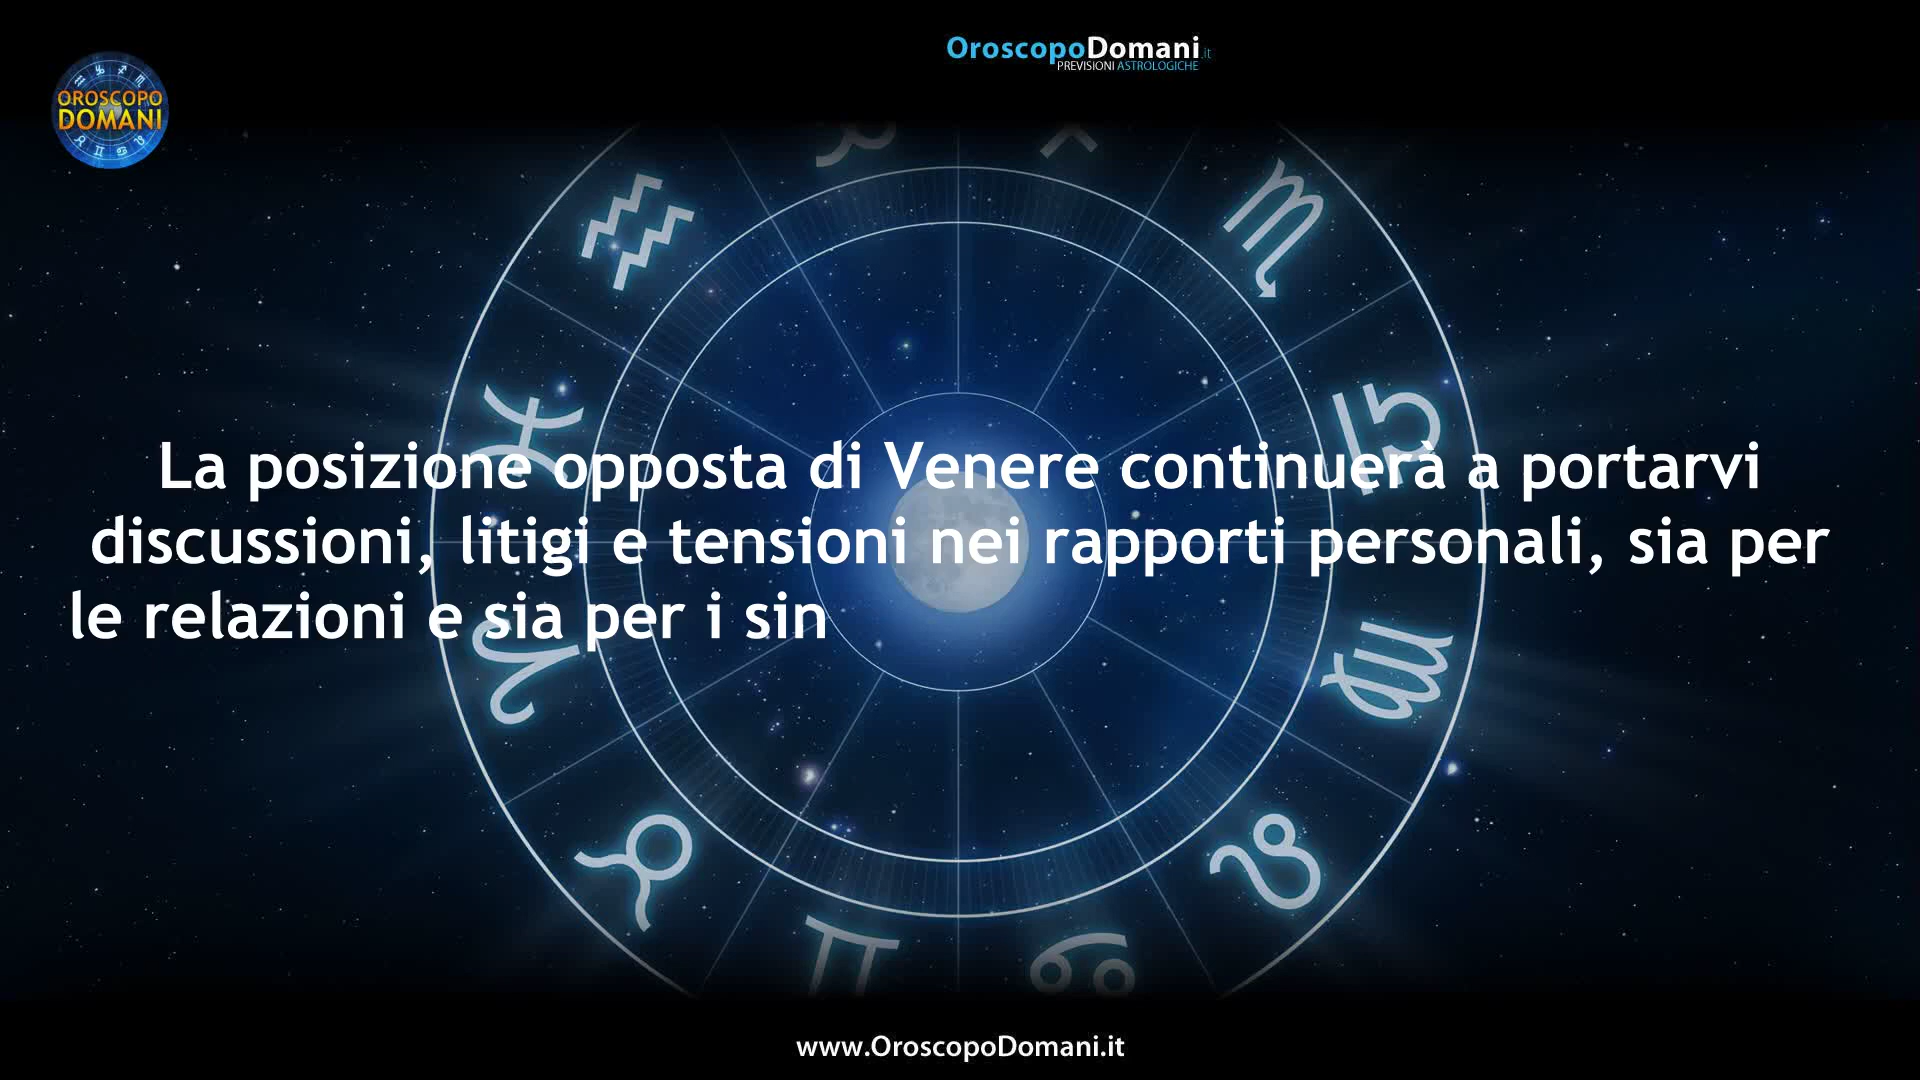 OroscopoDomani.it
PREVISIONI ASTROLOGICHE
OROSCOPO
DOMANI
La posizione opposta di Venere continuerà a portarvi
discussioni, litigi e tensioni nei rapporti personali, sia per
le relazioni e sia per i sin
www.OroscopoDomani.it